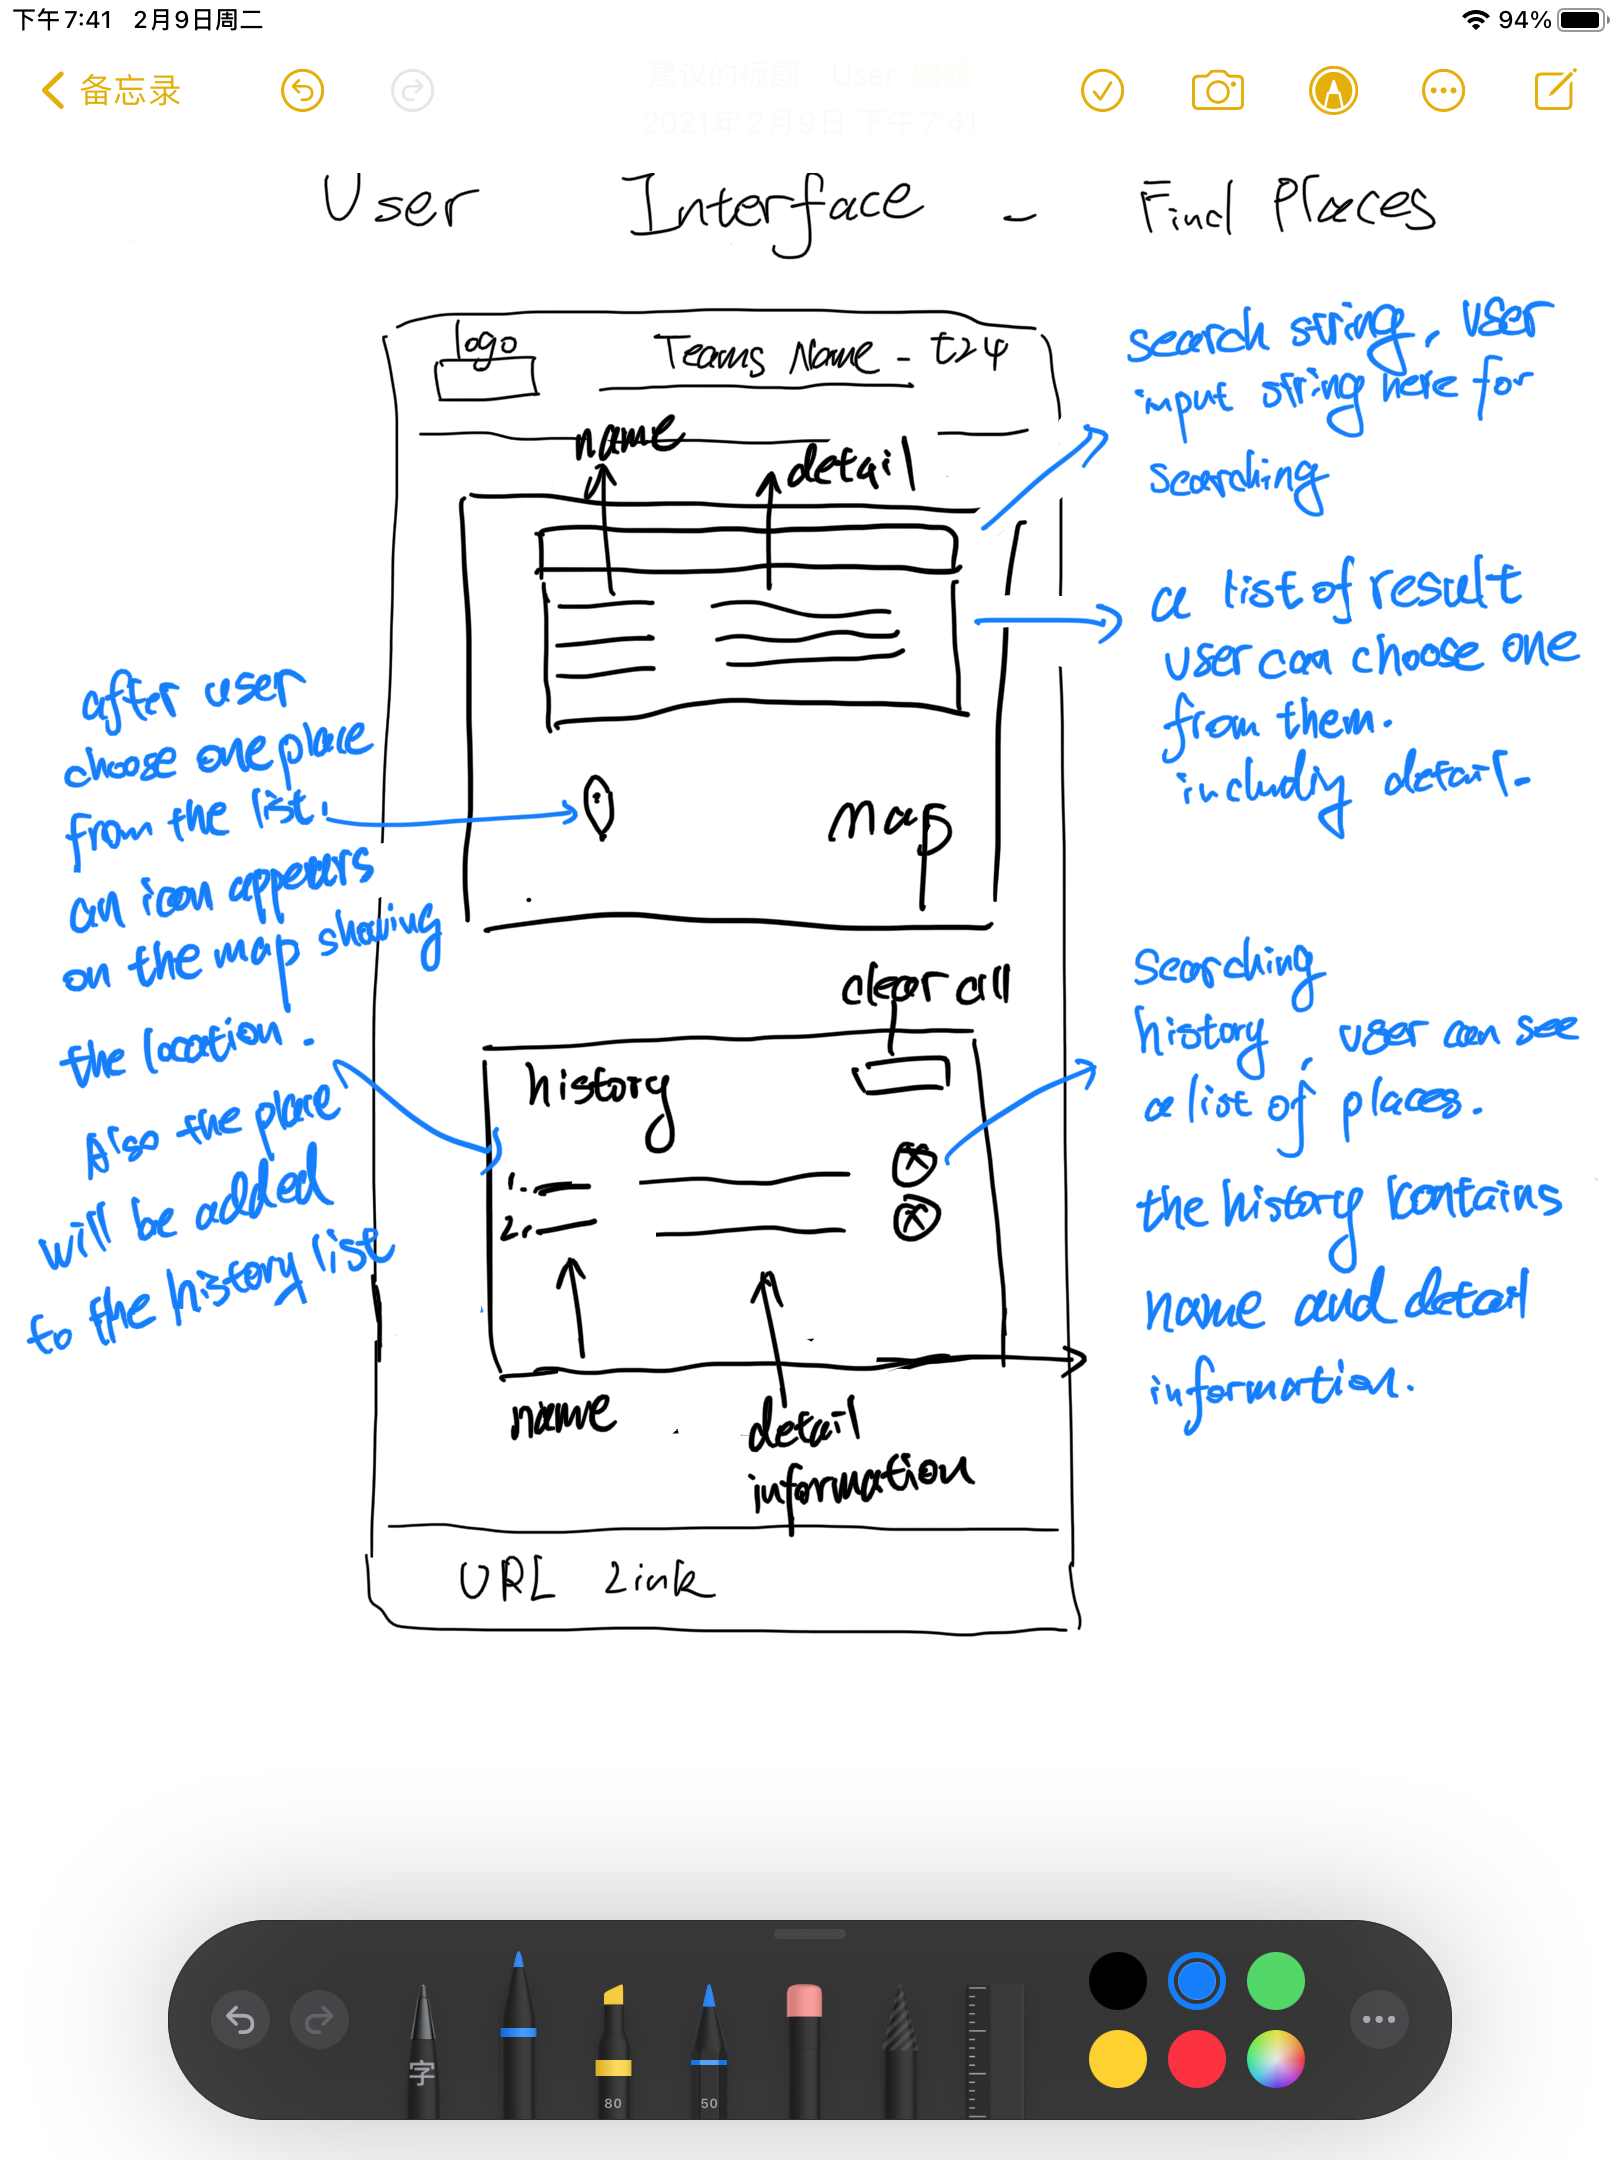 下午7:41 2月9日周二
94%
备忘录
建议的标题: User 编辑
2021年2月9日 下午7:41
User Interface - Find Places
logo
Teams Name - t24
name
detail
map
clear all
history
1.
2.
name
detail
information
URL Link
search string, user
input string here for
searching
a list of result
user can choose one
from them.
includiy detail.
after user
choose one place
from the list.
an icon appears
on the map showing
the location.
Also the place
will be added
to the history list
searching
history, user can see
a list of places.
the history contains
name and detail
information.
字
80
50